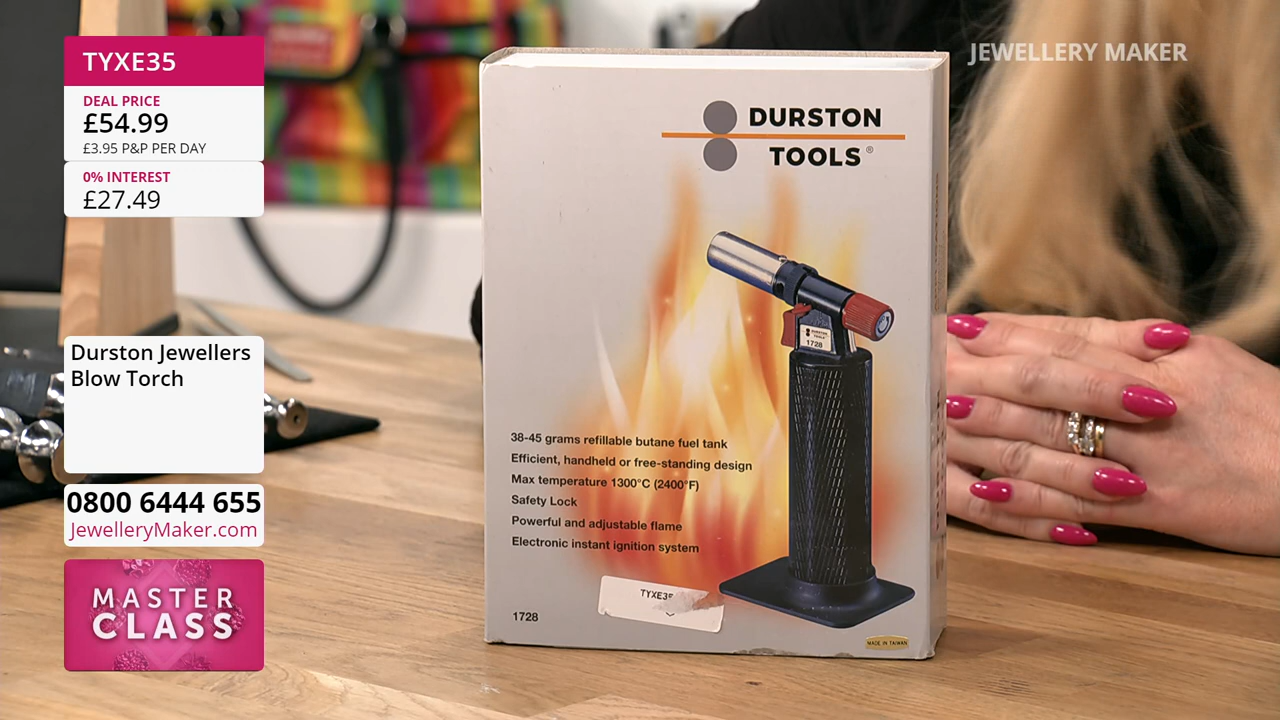 TYXE35
DEAL PRICE
£54.99
£3.95 P&P PER DAY
0% INTEREST
£27.49
Durston Jewellers
Blow Torch
0800 6444 655
JewelleryMaker.com
MASTER
CLASS
JEWELLERY MAKER
DURSTON
TOOLS®
1728
38-45 grams refillable butane fuel tank
Efficient, handheld or free-standing design
Max temperature 1300°C (2400°F)
Safety Lock
Powerful and adjustable flame
Electronic instant ignition system
TYXE35
1728
MADE IN TAIWAN